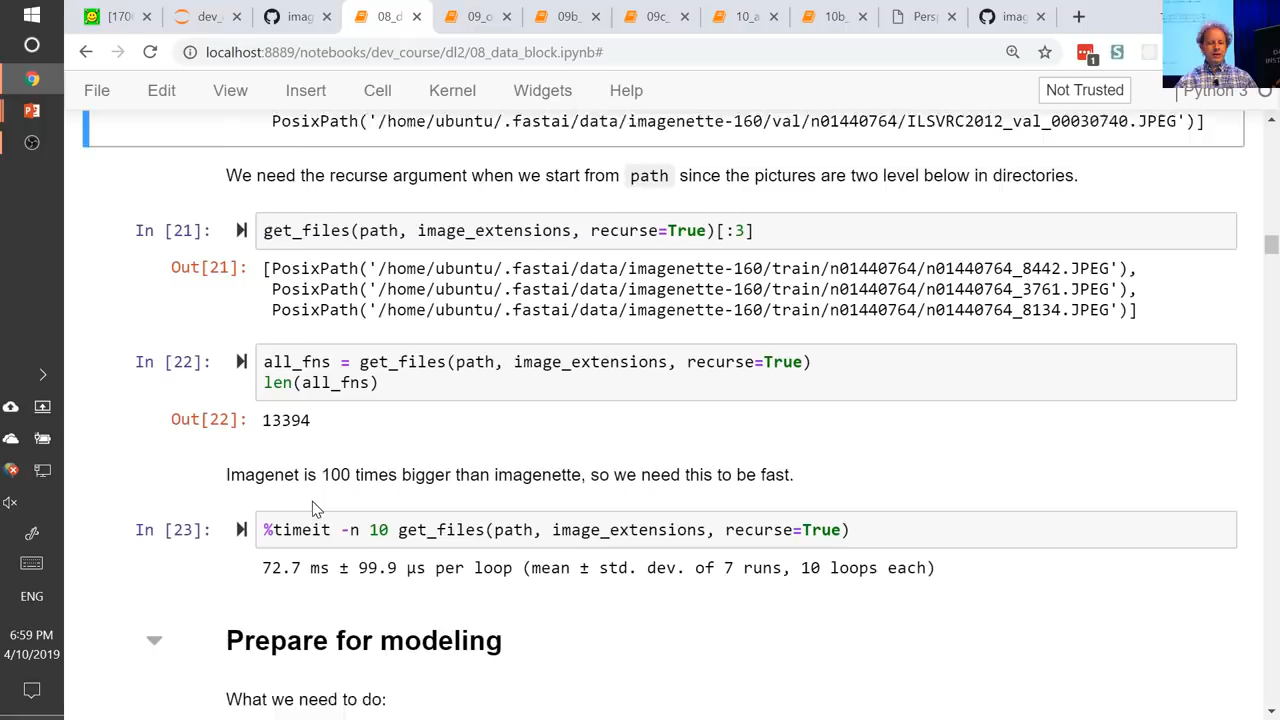 [170
dev_
imag
08_d
09_o
09b_
09c_
10_a
10b_
Persp
imag
localhost:8889/notebooks/dev_course/dl2/08_data_block.ipynb#
1
S
File Edit View Insert Cell Kernel Widgets Help
Not Trusted
Python 3
PosixPath('/home/ubuntu/.fastai/data/imagenette-160/val/n01440764/ILSVRC2012_val_00030740.JPEG')]
We need the recurse argument when we start from path since the pictures are two level below in directories.
In [21]: get_files(path, image_extensions, recurse=True)[:3]
Out[21]: [PosixPath('/home/ubuntu/.fastai/data/imagenette-160/train/n01440764/n01440764_8442.JPEG'),
PosixPath('/home/ubuntu/.fastai/data/imagenette-160/train/n01440764/n01440764_3761.JPEG'),
PosixPath('/home/ubuntu/.fastai/data/imagenette-160/train/n01440764/n01440764_8134.JPEG')]
In [22]: all_fns = get_files(path, image_extensions, recurse=True)
len(all_fns)
Out[22]: 13394
Imagenet is 100 times bigger than imagenette, so we need this to be fast.
In [23]: %timeit -n 10 get_files(path, image_extensions, recurse=True)
72.7 ms ± 99.9 µs per loop (mean ± std. dev. of 7 runs, 10 loops each)
Prepare for modeling
What we need to do:
ENG
6:59 PM
4/10/2019